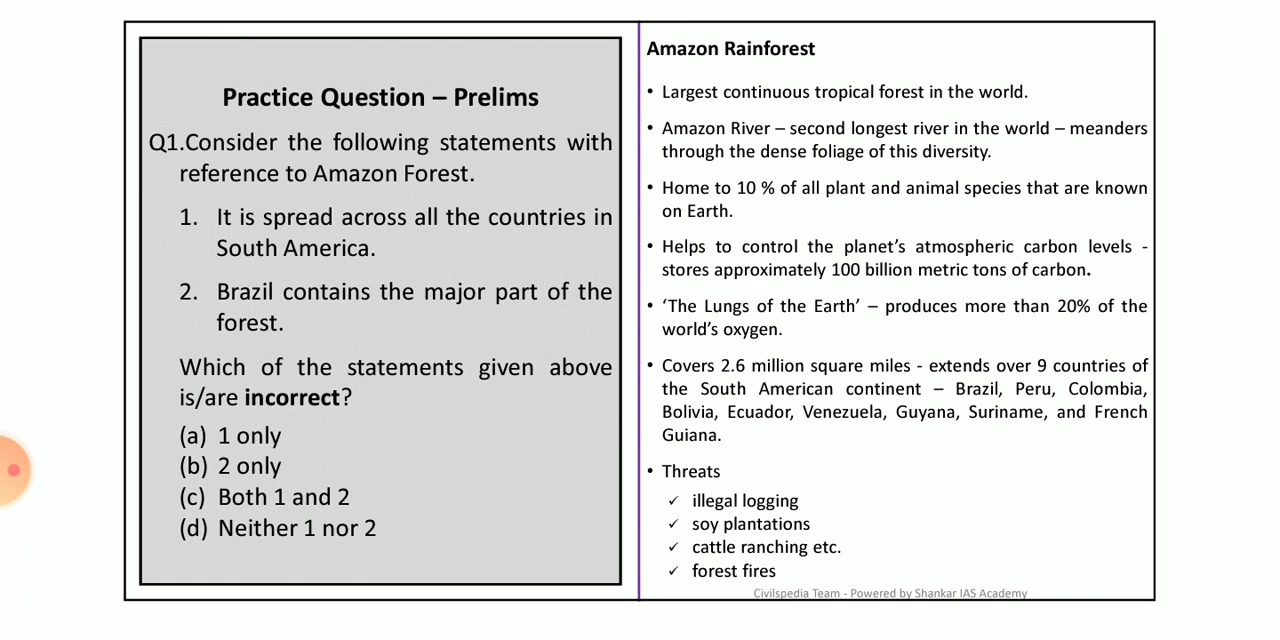 Practice Question – Prelims
Q1.Consider the following statements with
reference to Amazon Forest.
1. It is spread across all the countries in
South America.
2. Brazil contains the major part of the
forest.
Which of the statements given above
is/are incorrect?
(a) 1 only
(b) 2 only
(c) Both 1 and 2
(d) Neither 1 nor 2
Amazon Rainforest
• Largest continuous tropical forest in the world.
• Amazon River – second longest river in the world – meanders
through the dense foliage of this diversity.
• Home to 10 % of all plant and animal species that are known
on Earth.
• Helps to control the planet’s atmospheric carbon levels -
stores approximately 100 billion metric tons of carbon.
• ‘The Lungs of the Earth’ – produces more than 20% of the
world’s oxygen.
• Covers 2.6 million square miles - extends over 9 countries of
the South American continent – Brazil, Peru, Colombia,
Bolivia, Ecuador, Venezuela, Guyana, Suriname, and French
Guiana.
• Threats
✓ illegal logging
✓ soy plantations
✓ cattle ranching etc.
✓ forest fires
Civilspedia Team - Powered by Shankar IAS Academy